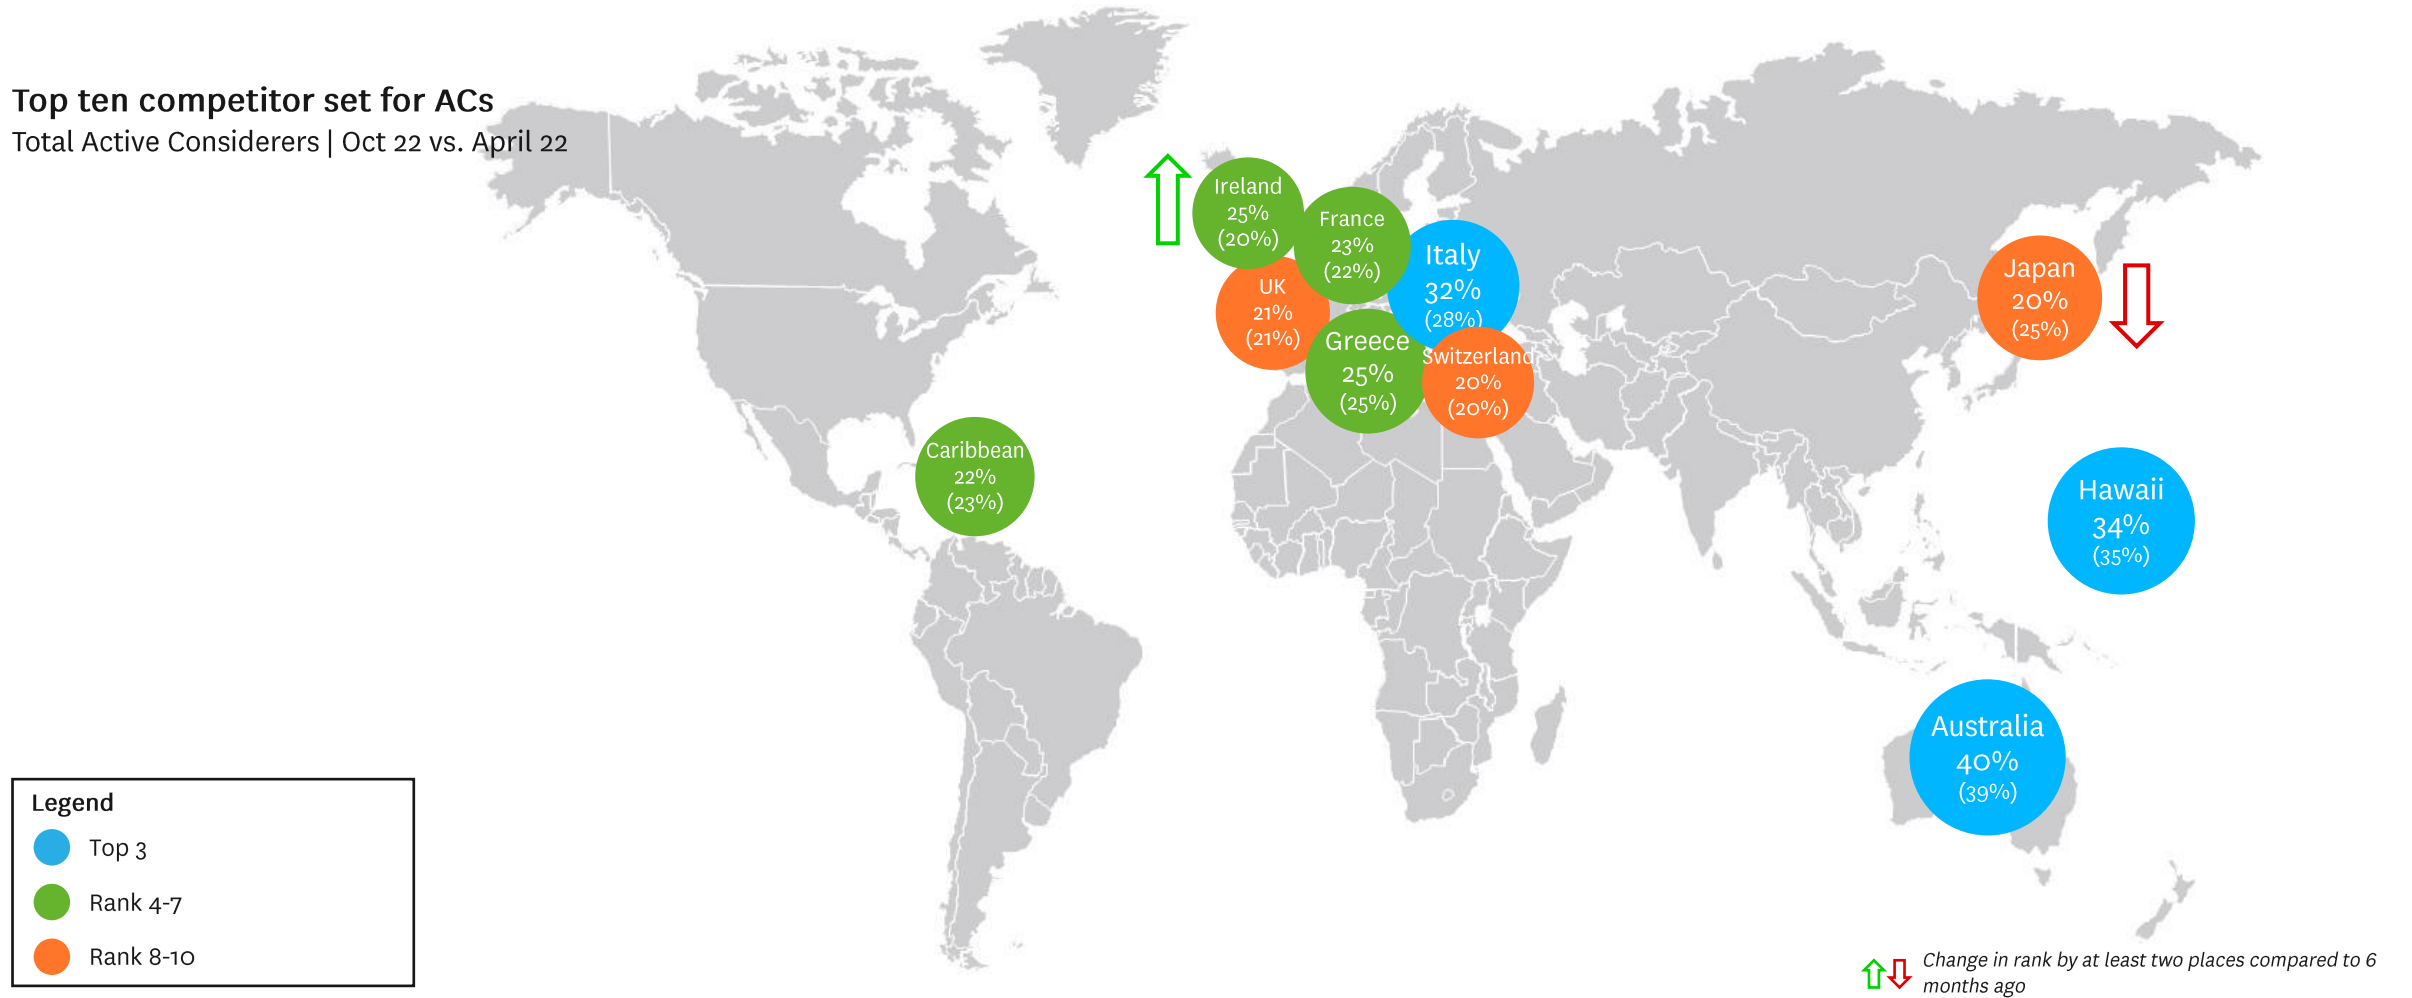 Top ten competitor set for ACs
Total Active Considerers | Oct 22 vs. April 22
Ireland
25%
(20%)
France
23%
(22%)
Italy
32%
(28%)
UK
21%
(21%)
Greece
25%
(25%)
Switzerland
20%
(20%)
Japan
20%
(25%)
Caribbean
22%
(23%)
Hawaii
34%
(35%)
Australia
40%
(39%)
Legend
Top 3
Rank 4-7
Rank 8-10
Change in rank by at least two places compared to 6
months ago